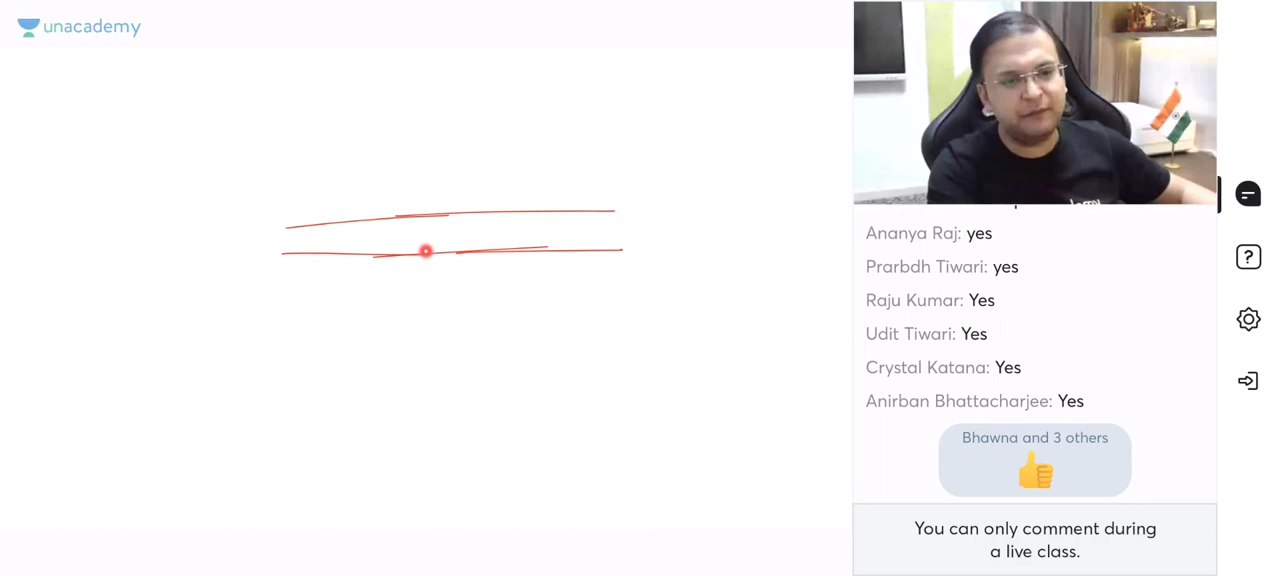 unacademy
Ananya Raj: yes
Prarbdh Tiwari: yes
Raju Kumar: Yes
Udit Tiwari: Yes
Crystal Katana: Yes
Anirban Bhattacharjee: Yes
Bhawna and 3 others
You can only comment during
a live class.